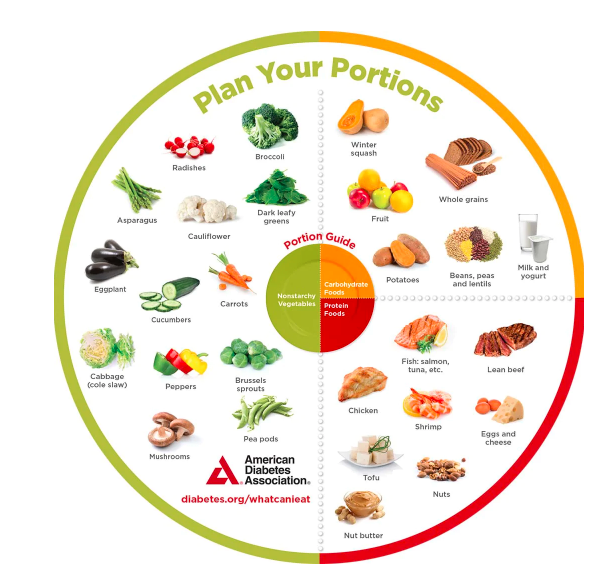 Plan Your Portions
Radishes
Broccoli
Asparagus
Cauliflower
Dark leafy
greens
Eggplant
Cucumbers
Carrots
Cabbage
(cole slaw)
Peppers
Brussels
sprouts
Mushrooms
Pea pods
Winter
squash
Whole grains
Fruit
Potatoes
Beans, peas
and lentils
Milk and
yogurt
Portion Guide
Nonstarchy
Vegetables
Carbohydrate
Foods
Protein
Foods
Fish: salmon,
tuna, etc.
Lean beef
Chicken
Shrimp
Eggs and
cheese
Tofu
Nuts
Nut butter
American
Diabetes
Association®
diabetes.org/whatcanieat